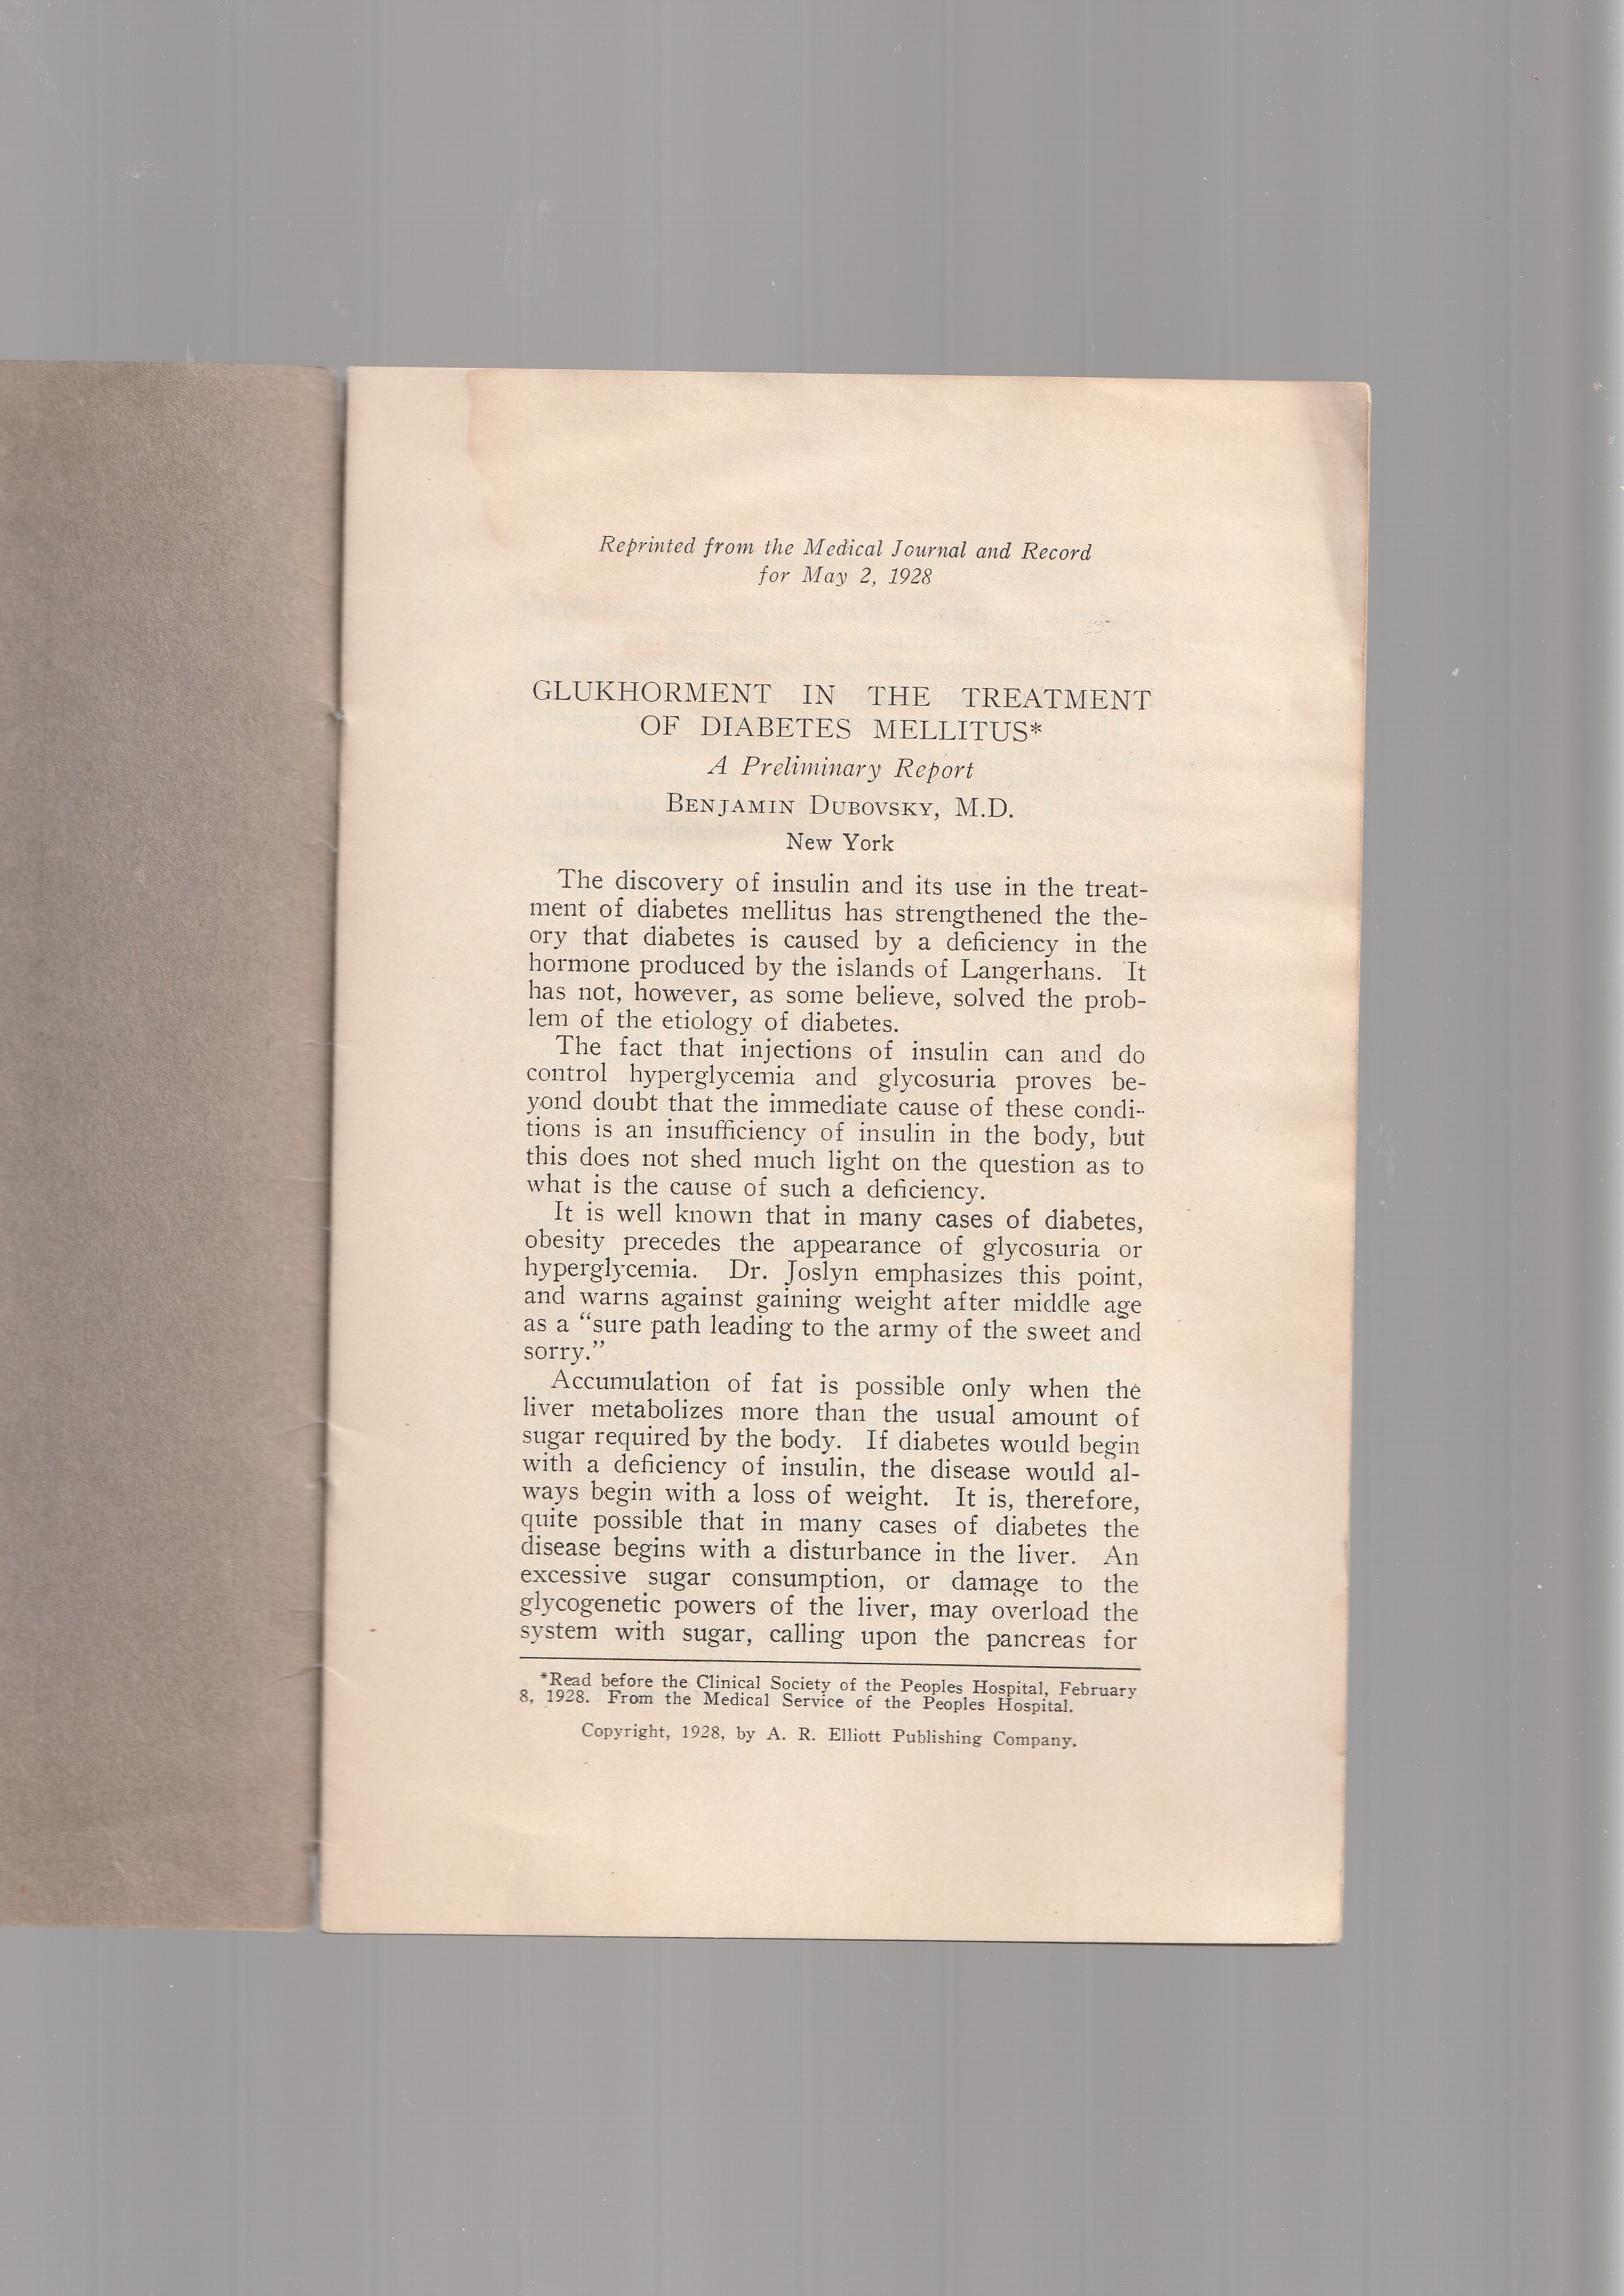 Reprinted from the Medical Journal and Record
for May 2, 1928
GLUKHORMENT IN THE TREATMENT
OF DIABETES MELLITUS*
A Preliminary Report
BENJAMIN DUBOVSKY, M.D.
New York
The discovery of insulin and its use in the treat-
ment of diabetes mellitus has strengthened the the-
ory that diabetes is caused by a deficiency in the
hormone produced by the islands of Langerhans. It
has not, however, as some believe, solved the prob-
lem of the etiology of diabetes.
The fact that injections of insulin can and do
control hyperglycemia and glycosuria proves be-
yond doubt that the immediate cause of these condi-
tions is an insufficiency of insulin in the body, but
this does not shed much light on the question as to
what is the cause of such a deficiency.
It is well known that in many cases of diabetes,
obesity precedes the appearance of glycosuria or
hyperglycemia. Dr. Joslyn emphasizes this point,
and warns against gaining weight after middle age
as a “sure path leading to the army of the sweet and
sorry.”
Accumulation of fat is possible only when the
liver metabolizes more than the usual amount of
sugar required by the body. If diabetes would begin
with a deficiency of insulin, the disease would al-
ways begin with a loss of weight. It is, therefore,
quite possible that in many cases of diabetes the
disease begins with a disturbance in the liver. An
excessive sugar consumption, or damage to the
glycogenetic powers of the liver, may overload the
system with sugar, calling upon the pancreas for
*Read before the Clinical Society of the Peoples Hospital, February
8, 1928. From the Medical Service of the Peoples Hospital.
Copyright, 1928, by A. R. Elliott Publishing Company.